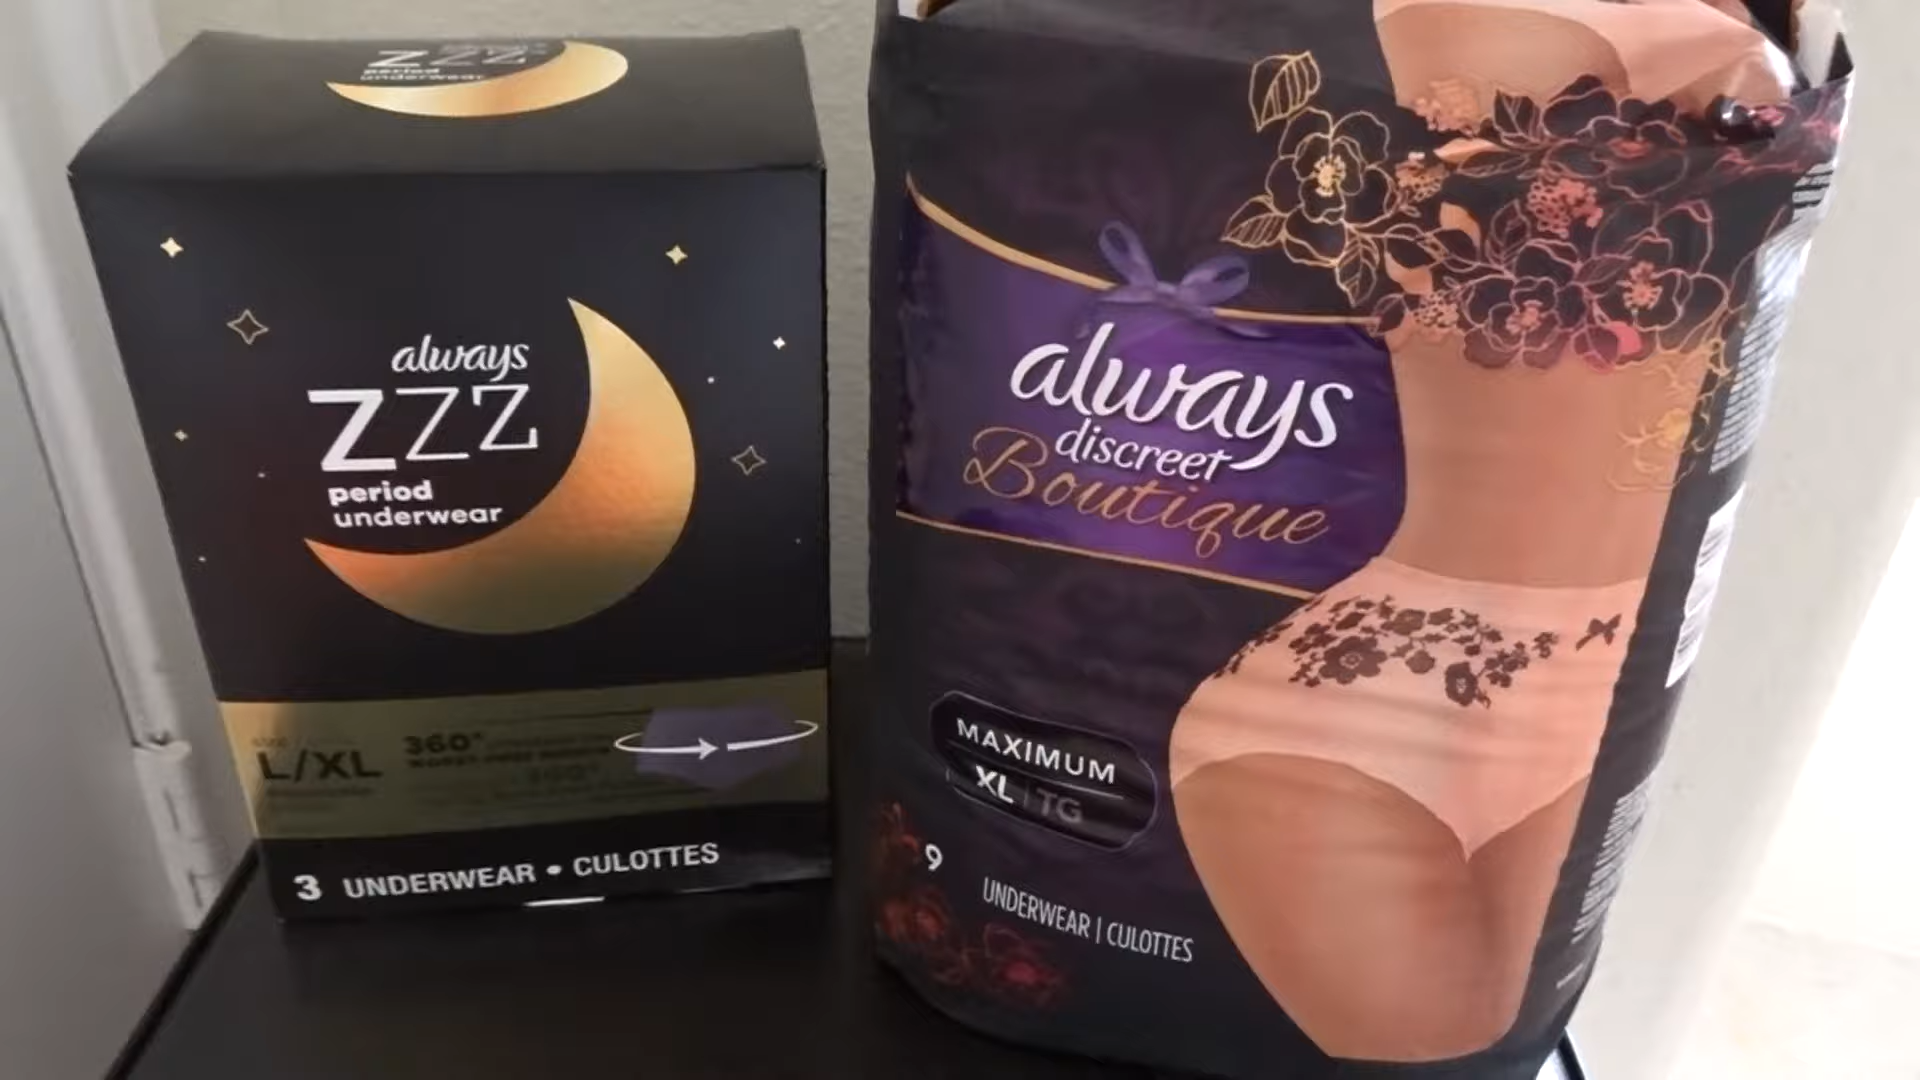 ZZZ
period
underwear
always
ZZZ
period
underwear
L/XL
360°
3 UNDERWEAR • CULOTTES
always
discreet
Boutique
MAXIMUM
XL | TG
9
UNDERWEAR | CULOTTES